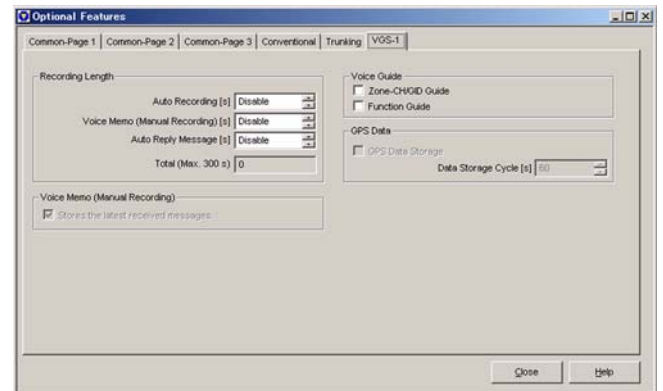 Optional Features
Common-Page 1 Common-Page 2 Common-Page 3 Conventional Trunking VGS-1
Recording Length
Auto Recording [s] Disable
Voice Memo (Manual Recording) [s] Disable
Auto Reply Message [s] Disable
Total (Max. 300 s) 0
Voice Memo (Manual Recording)
Stores the latest received messages.
Voice Guide
Zone-CH/GID Guide
Function Guide
GPS Data
GPS Data Storage
Data Storage Cycle [s] 60
Close Help